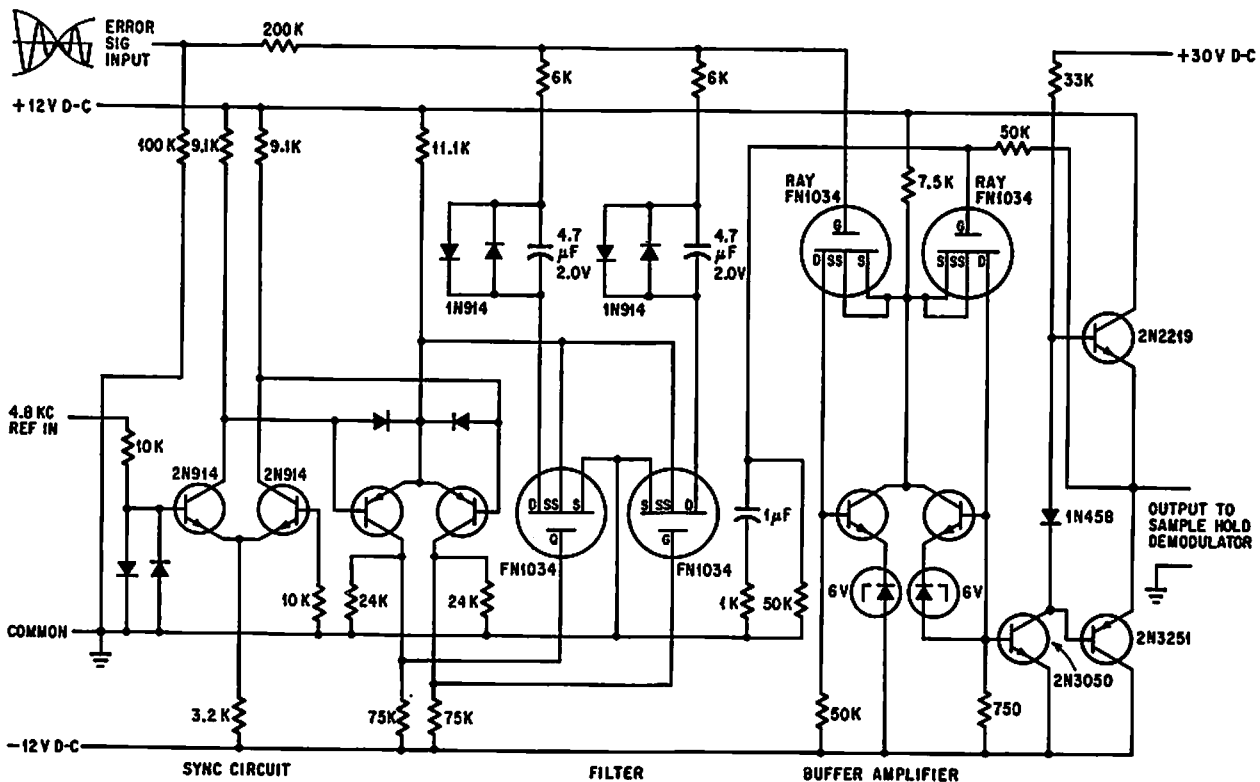 ERROR
SIG
INPUT
200K
+30V D-C
6K
6K
33K
+12V D-C
100K
9.1K
9.1K
11.1K
50K
7.5K
RAY
FN1034
RAY
FN1034
G
G
D SS S
S SS D
4.7
μF
2.0V
4.7
μF
2.0V
1N914
1N914
2N2219
4.8 KC
REF IN
10K
2N914
2N914
D SS S
S SS D
G
G
FN1034
FN1034
1μF
1N458
OUTPUT TO
SAMPLE HOLD
DEMODULATOR
10K
24K
24K
1K
50K
6V
6V
COMMON
2N3251
2N3050
3.2K
75K
75K
50K
750
-12V D-C
SYNC CIRCUIT
FILTER
BUFFER AMPLIFIER